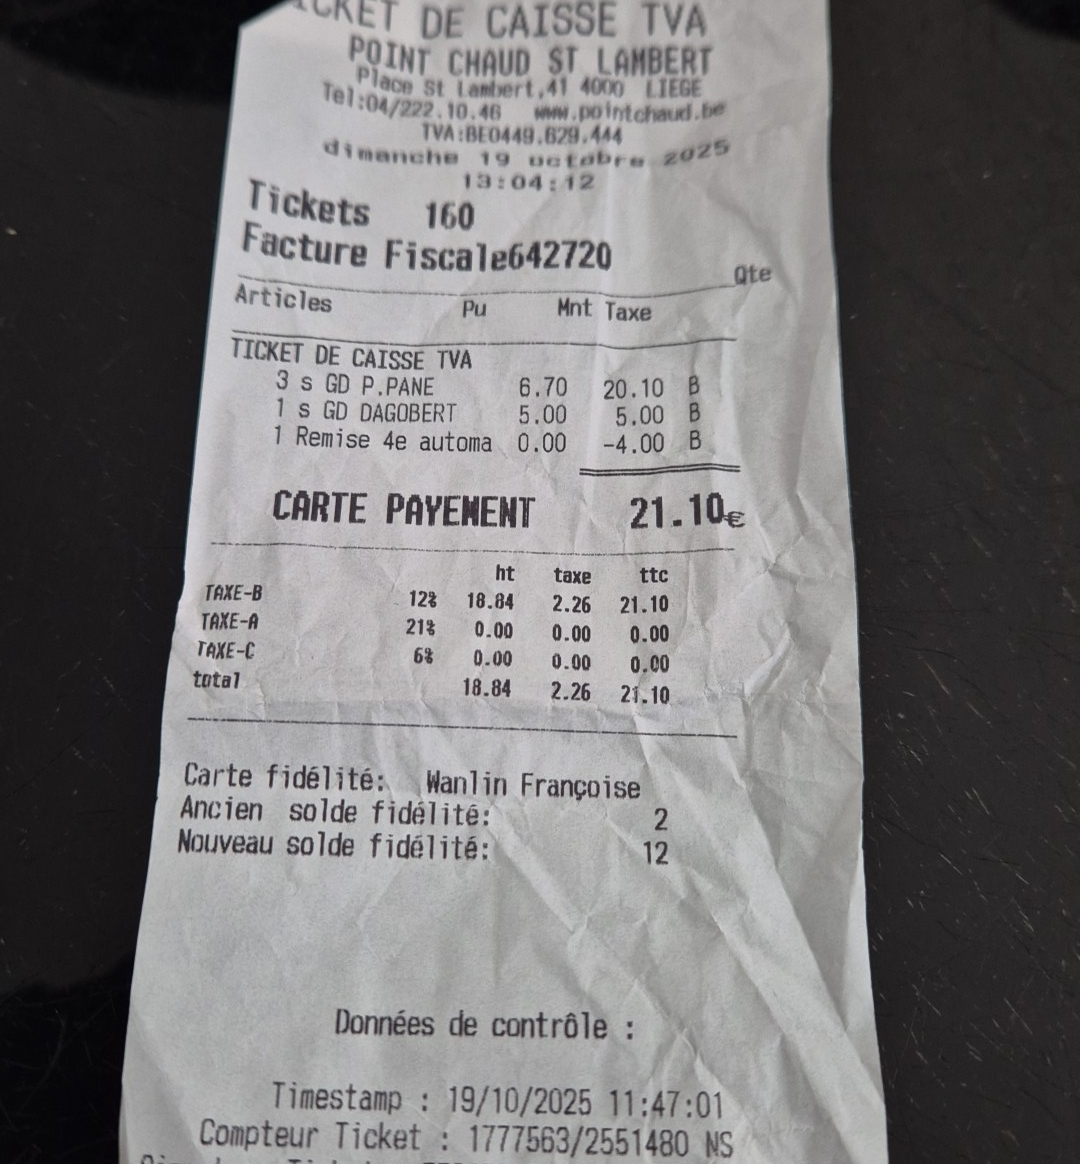 TICKET DE CAISSE TVA
POINT CHAUD ST LAMBERT
Place St Lambert,41 4000 LIEGE
Tel:04/222.10.46 www.pointchaud.be
TVA:BE0449.629.444
dimanche 19 octobre 2025
13:04:12
Tickets 160
Facture Fiscale642720
Qte
Articles Pu Mnt Taxe
TICKET DE CAISSE TVA
3 s GD P.PANE 6.70 20.10 B
1 s GD DAGOBERT 5.00 5.00 B
1 Remise 4e automa 0.00 -4.00 B
CARTE PAYEMENT 21.10€
ht taxe ttc
TAXE-B 12% 18.84 2.26 21.10
TAXE-A 21% 0.00 0.00 0.00
TAXE-C 6% 0.00 0.00 0.00
total 18.84 2.26 21.10
Carte fidélité: Wanlin Françoise
Ancien solde fidélité: 2
Nouveau solde fidélité: 12
Données de contrôle :
Timestamp : 19/10/2025 11:47:01
Compteur Ticket : 1777563/2551480 NS